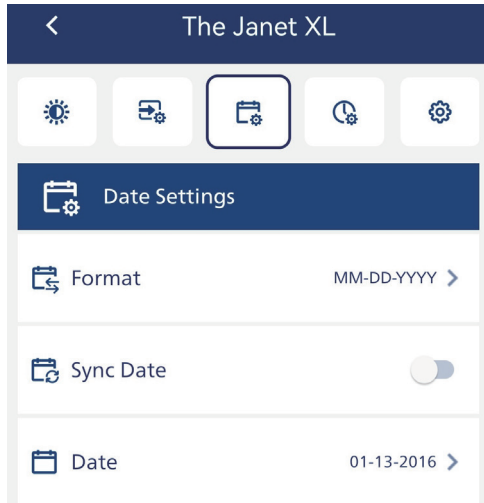 The Janet XL
Date Settings
Format MM-DD-YYYY
Sync Date
Date 01-13-2016